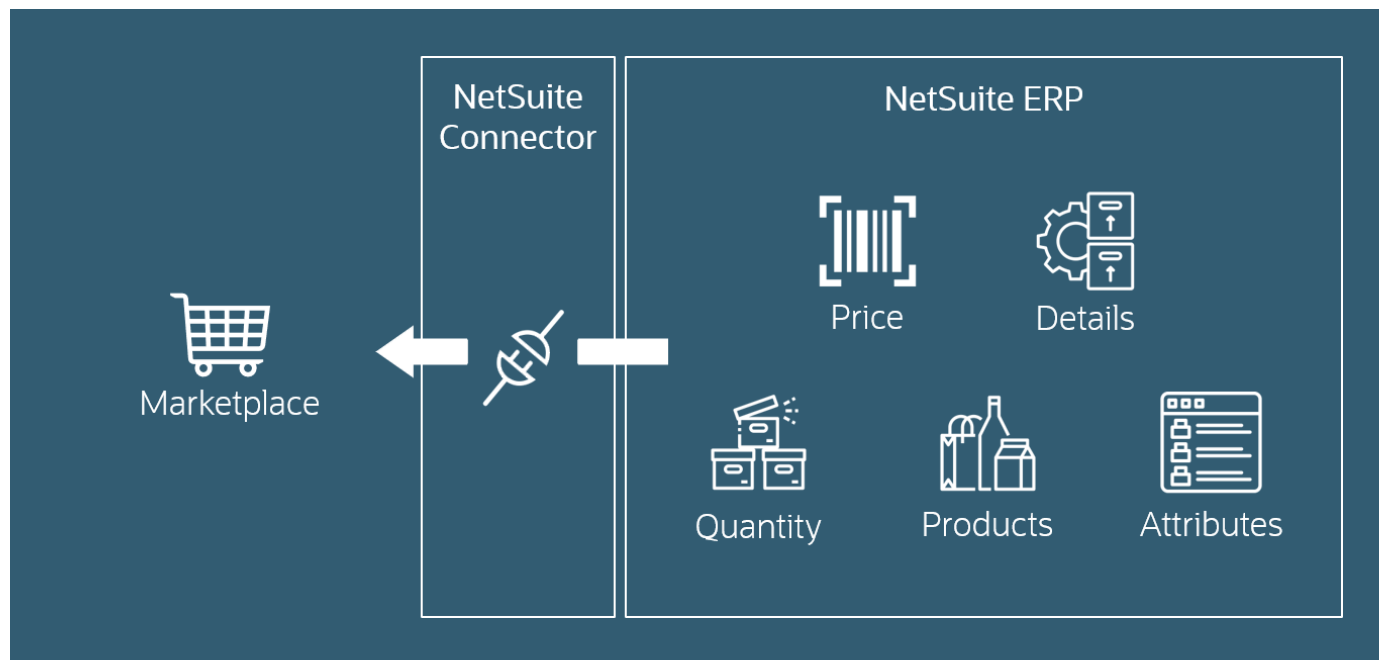 NetSuite
Connector
NetSuite ERP
Price
Details
Marketplace
Quantity
Products
Attributes